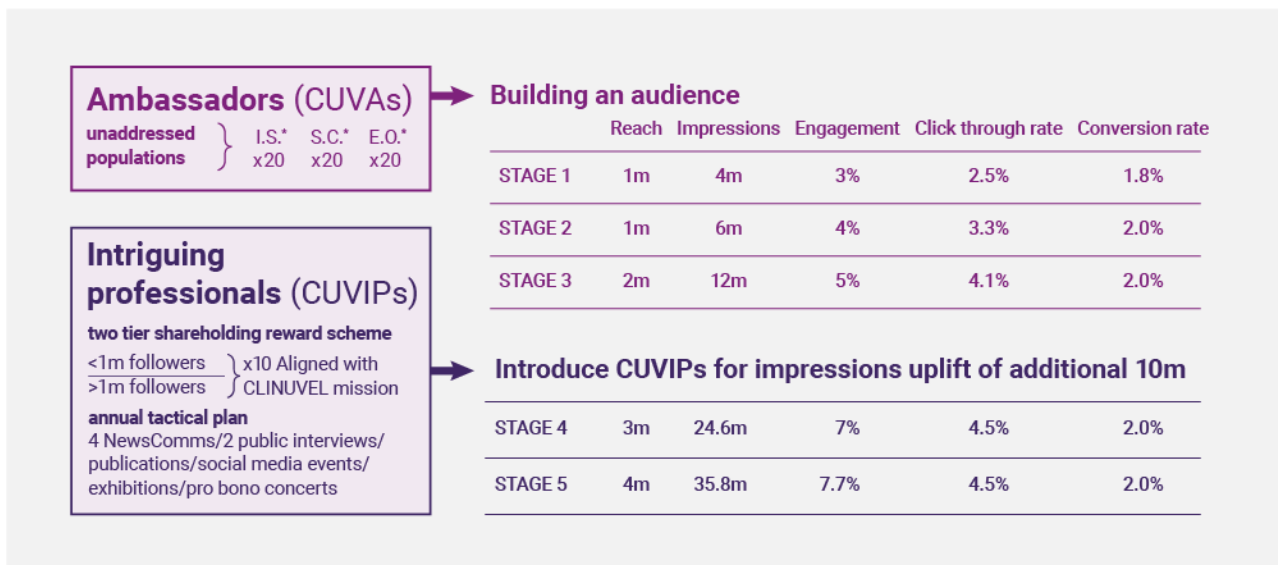 Ambassadors (CUVAs)
unaddressed populations
I.S.* S.C.* E.O.*
x20 x20 x20
Building an audience
Reach Impressions Engagement Click through rate Conversion rate
STAGE 1 1m 4m 3% 2.5% 1.8%
STAGE 2 1m 6m 4% 3.3% 2.0%
STAGE 3 2m 12m 5% 4.1% 2.0%
Intriguing
professionals (CUVIPs)
two tier shareholding reward scheme
<1m followers
>1m followers
x10 Aligned with
CLINUVEL mission
annual tactical plan
4 NewsComms/2 public interviews/
publications/social media events/
exhibitions/pro bono concerts
Introduce CUVIPs for impressions uplift of additional 10m
STAGE 4 3m 24.6m 7% 4.5% 2.0%
STAGE 5 4m 35.8m 7.7% 4.5% 2.0%